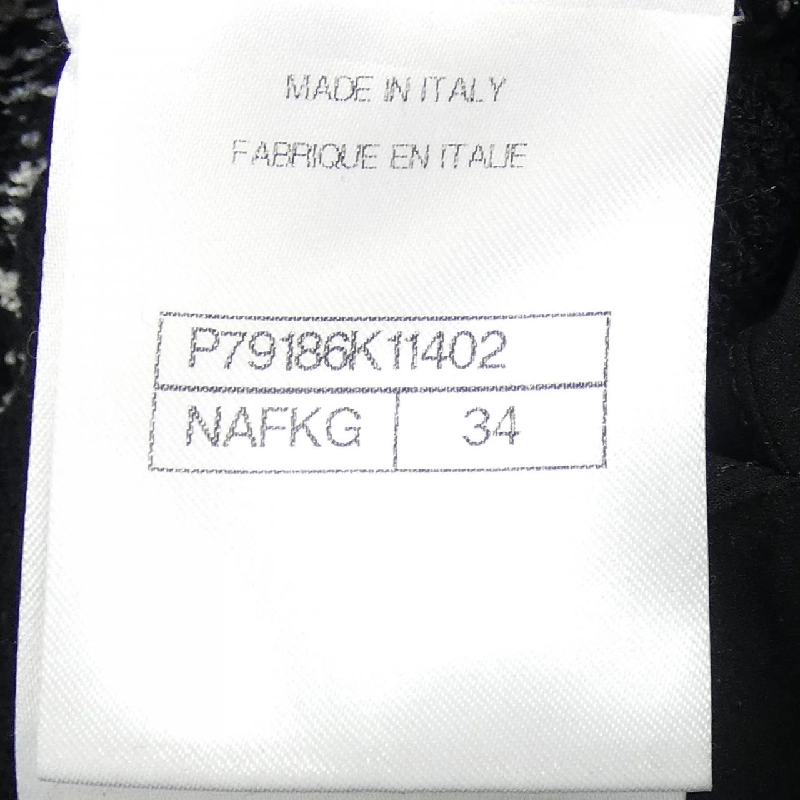 MADE IN ITALY
FABRIQUE EN ITALIE
P79186K11402
NAFKG 34